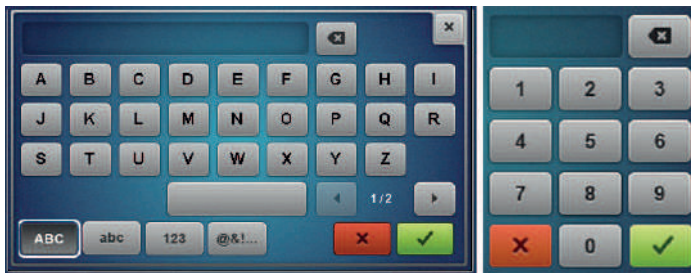 A B C D E F G H I
J K L M N O P Q R
S T U V W X Y Z
1/2
ABC abc 123 @&!...
1 2 3
4 5 6
7 8 9
0